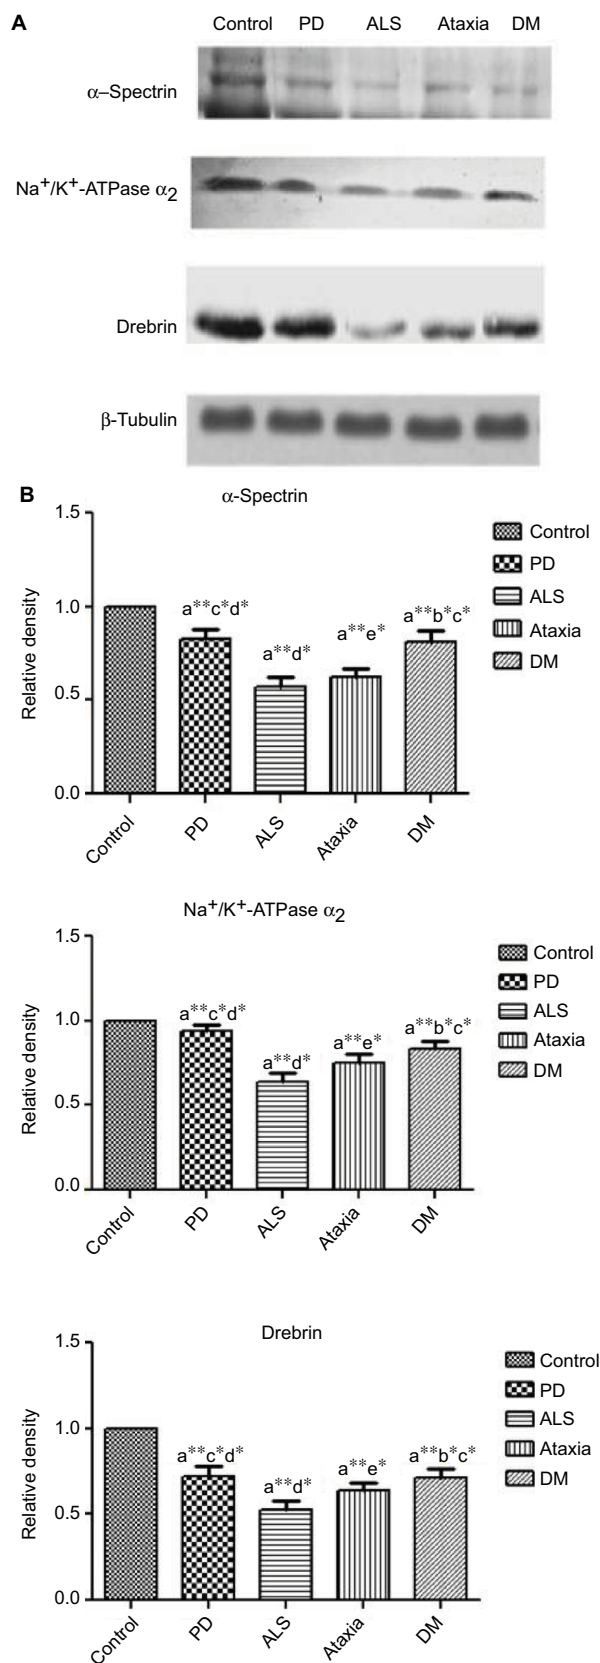 A
Control PD ALS Ataxia DM
α–Spectrin
Na+/K+-ATPase α2
Drebrin
β-Tubulin
B
α-Spectrin
1.5
1.0
0.5
0.0
Relative density
a**c*d*
a**d*
a**e*
a**b*c*
Control
PD
ALS
Ataxia
DM
Control
PD
ALS
Ataxia
DM
Na+/K+-ATPase α2
1.5
1.0
0.5
0.0
Relative density
a**c*d*
a**d*
a**e*
a**b*c*
Control
PD
ALS
Ataxia
DM
Control
PD
ALS
Ataxia
DM
Drebrin
1.5
1.0
0.5
0.0
Relative density
a**c*d*
a**d*
a**e*
a**b*c*
Control
PD
ALS
Ataxia
DM
Control
PD
ALS
Ataxia
DM